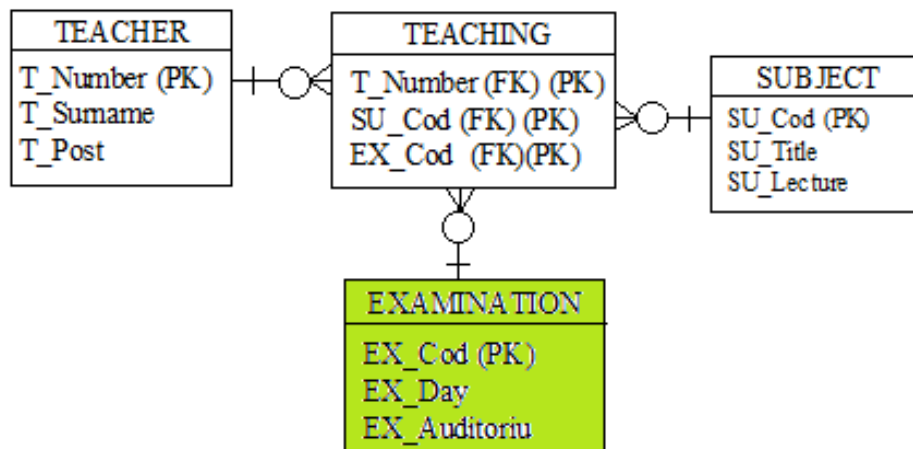 TEACHER
T_Number (PK)
T_Surname
T_Post
TEACHING
T_Number (FK) (PK)
SU_Cod (FK) (PK)
EX_Cod (FK)(PK)
SUBJECT
SU_Cod (PK)
SU_Title
SU_Lecture
EXAMINATION
EX_Cod (PK)
EX_Day
EX_Auditoriu